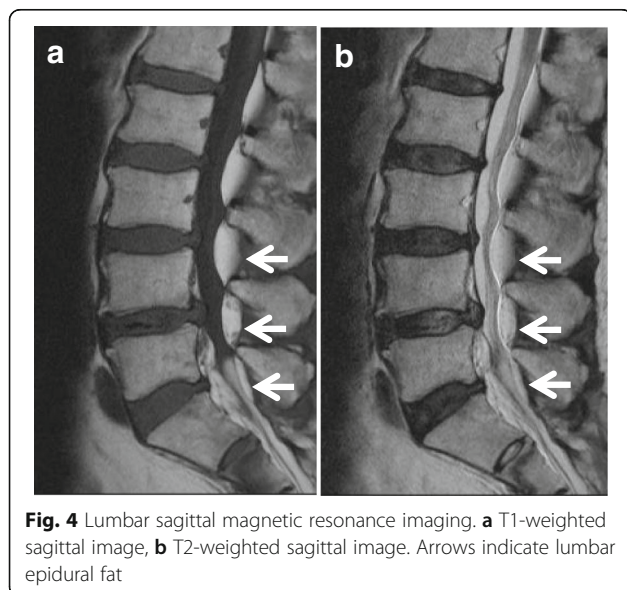 a
b
Fig. 4 Lumbar sagittal magnetic resonance imaging. a T1-weighted
sagittal image, b T2-weighted sagittal image. Arrows indicate lumbar
epidural fat